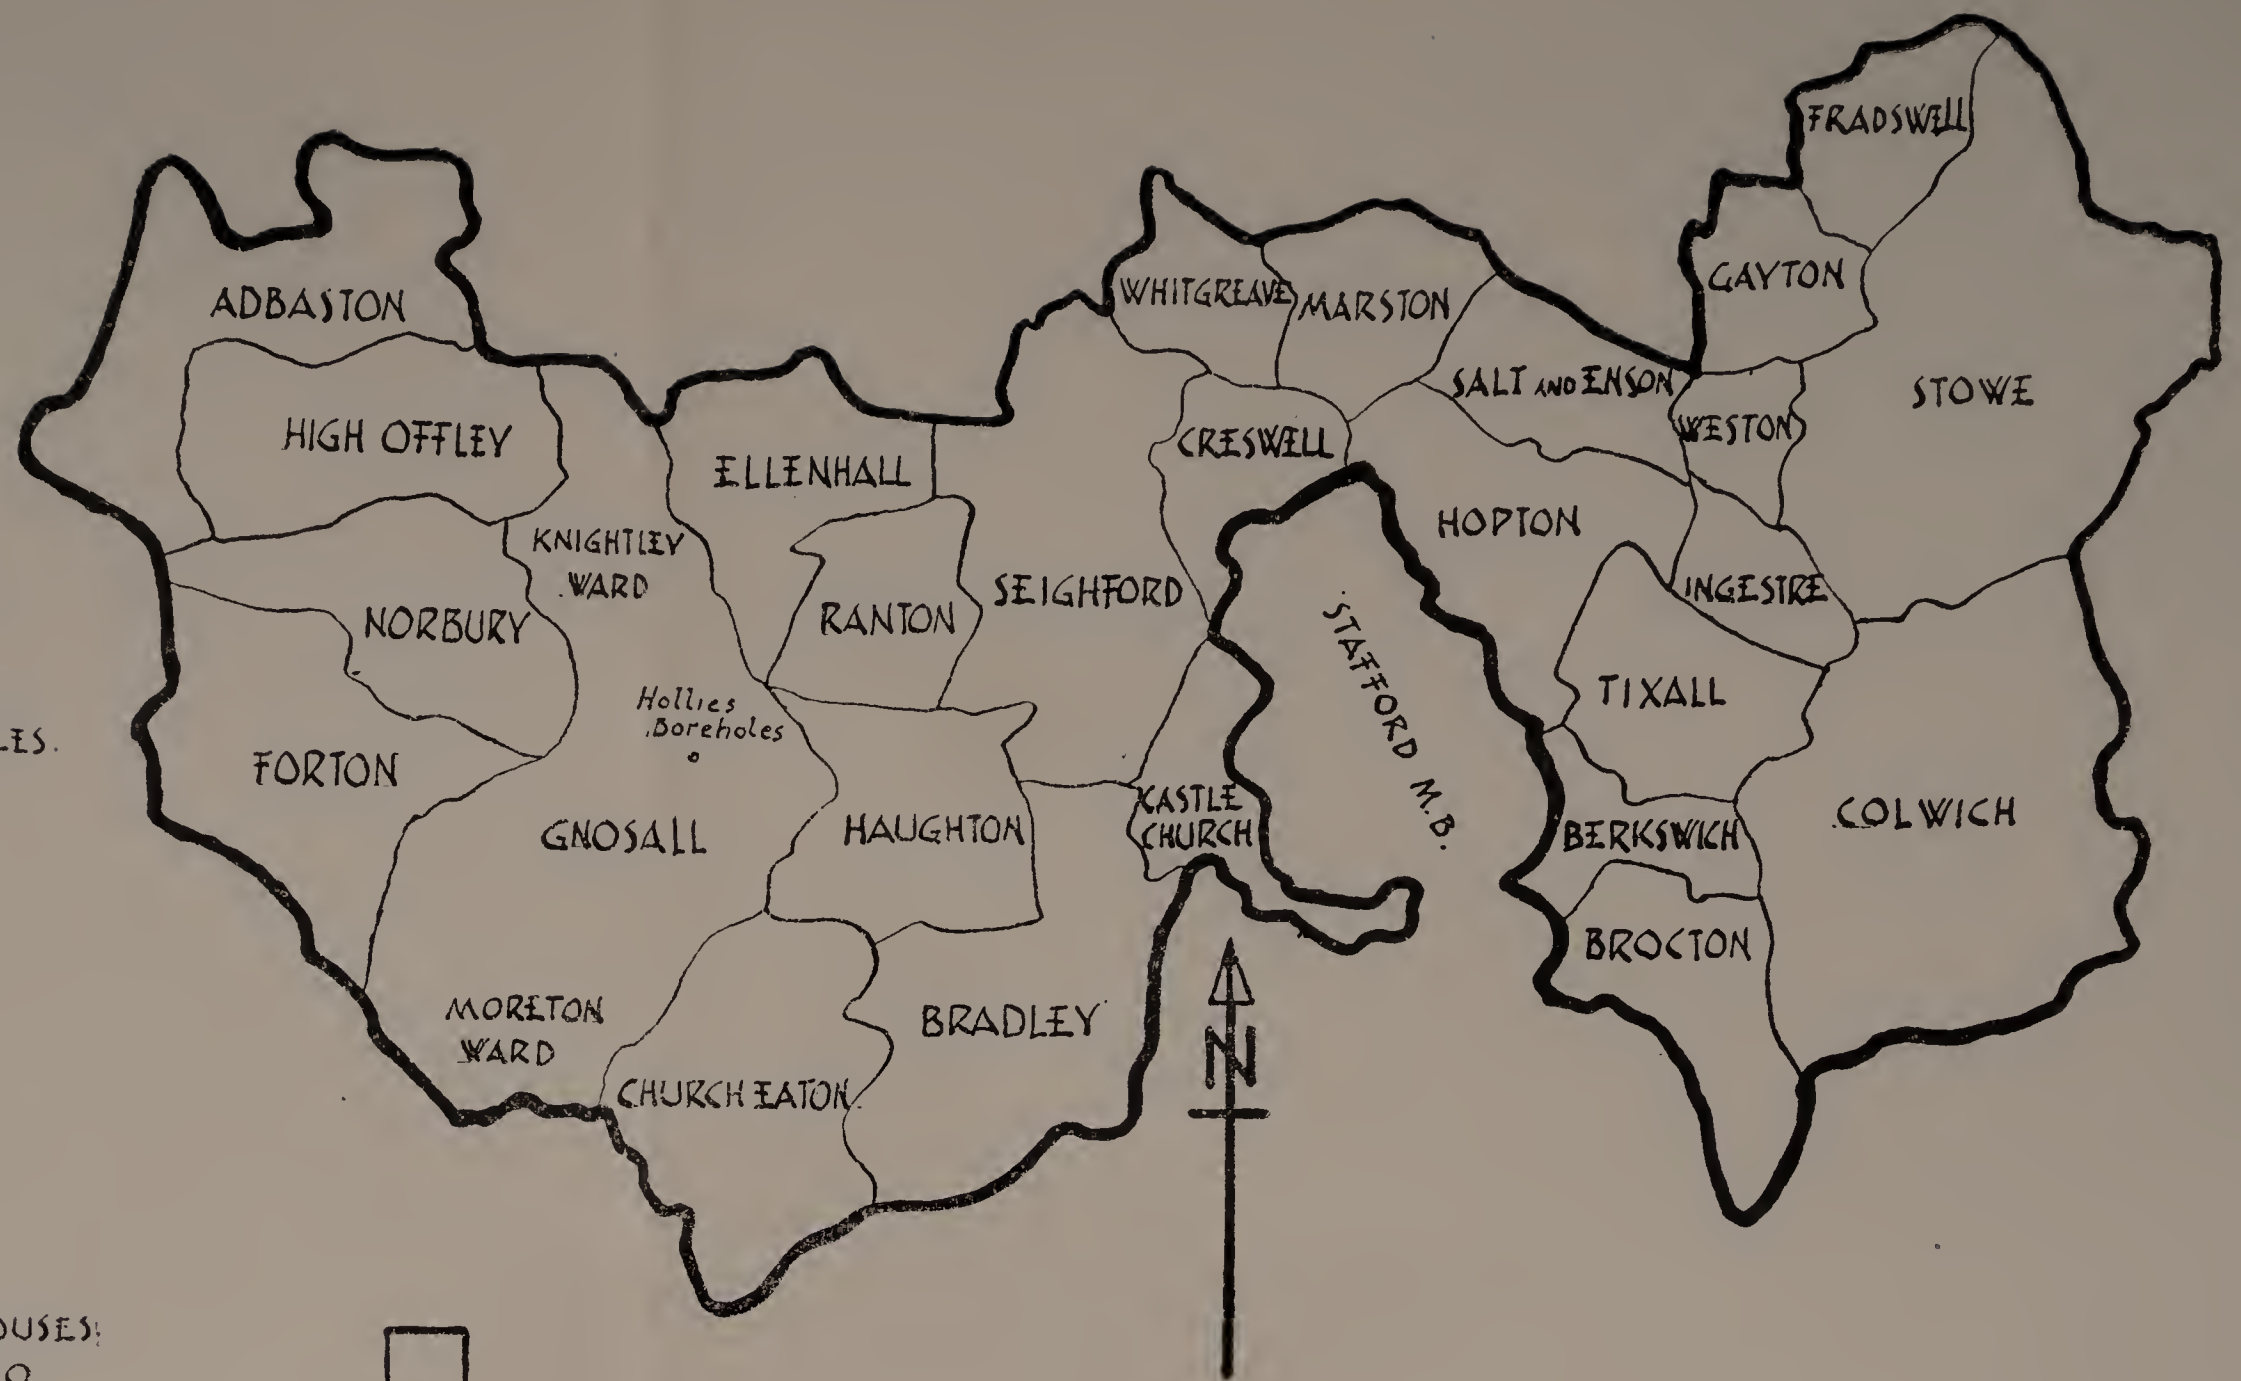 FRADSWELL
GAYTON
ADBASTON
WHITGREAVE
MARSTON
SALT AND ENSON
STOWE
HIGH OFFLEY
CRESWELL
WESTON
ELLENHALL
HOPTON
KNIGHTLEY
WARD
SEIGHFORD
INGESTRE
NORBURY
RANTON
STAFFORD M.B.
TIXALL
Hollies
Boreholes
FORTON
CASTLE
CHURCH
GNOSALL
HAUGHTON
BERKSWICH
COLWICH
BROCTON
MORETON
WARD
BRADLEY
N
CHURCH EATON